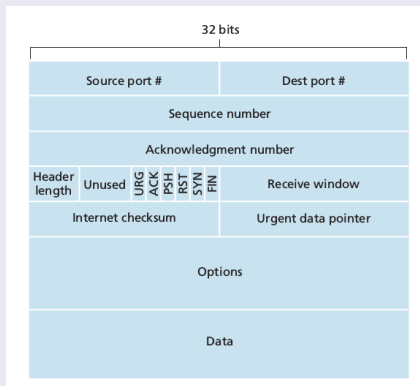 32 bits
Source port # Dest port #
Sequence number
Acknowledgment number
Header length Unused URG ACK PSH RST SYN FIN Receive window
Internet checksum Urgent data pointer
Options
Data